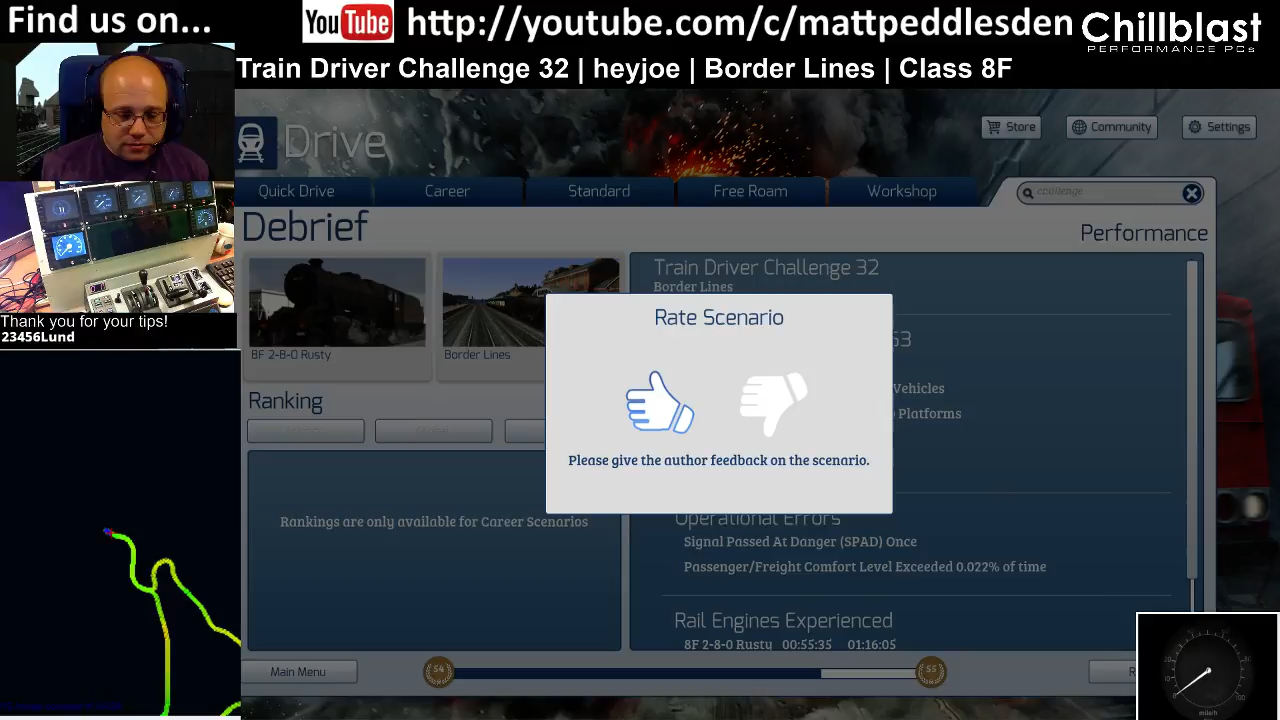 Find us on...
You Tube
http://youtube.com/c/mattpeddlesden
Chillblast
PERFORMANCE PCs
Train Driver Challenge 32 | heyjoe | Border Lines | Class 8F
Drive
Store
Community
Settings
Quick Drive
Career
Standard
Free Roam
Workshop
challenge
Debrief
Performance
Train Driver Challenge 32
Border Lines
8F 2-8-0 Rusty
Border Lines
Thank you for your tips!
23456Lund
Rate Scenario
Please give the author feedback on the scenario.
Vehicles
Platforms
Ranking
Rankings are only available for Career Scenarios
Operational Errors
Signal Passed At Danger (SPAD) Once
Passenger/Freight Comfort Level Exceeded 0.022% of time
Rail Engines Experienced
8F 2-8-0 Rusty 00:55:35 01:16:05
Main Menu
54
55